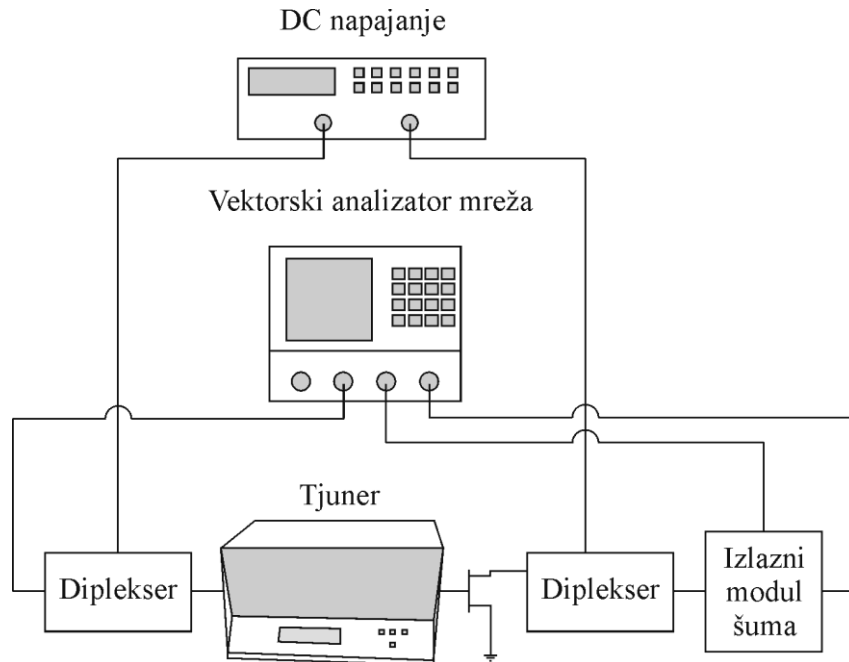 DC napajanje
Vektorski analizator mreža
Tjuner
Diplekser
Diplekser
Izlazni
modul
šuma